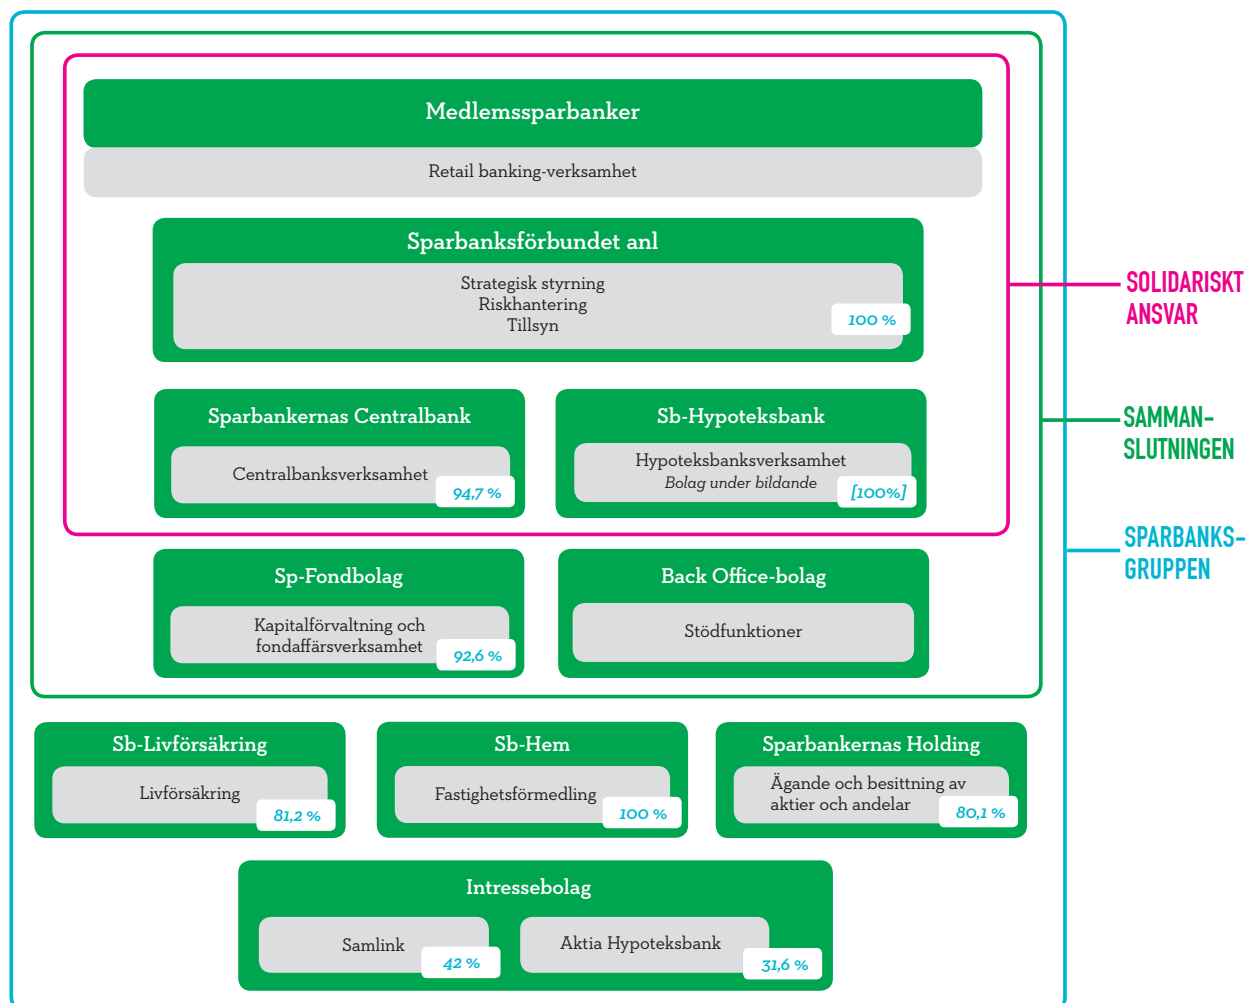 Medlemssparbanker
Retail banking-verksamhet
Sparbanksförbundet anl
Strategisk styrning
Riskhantering
Tillsyn
100 %
SOLIDARISKT
ANSVAR
Sparbankernas Centralbank
Centralbanksverksamhet
94,7 %
Sb-Hypoteksbank
Hypoteksbanksverksamhet
Bolag under bildande
[100%]
SAMMAN-
SLUTNINGEN
Sp-Fondbolag
Kapitalförvaltning och
fondaffärsverksamhet
92,6 %
Back Office-bolag
Stödfunktioner
SPARBANKS-
GRUPPEN
Sb-Livförsäkring
Livförsäkring
81,2 %
Sb-Hem
Fastighetsförmedling
100 %
Sparbankernas Holding
Ägande och besittning av
aktier och andelar
80,1 %
Intressebolag
Samlink
42 %
Aktia Hypoteksbank
31,6 %